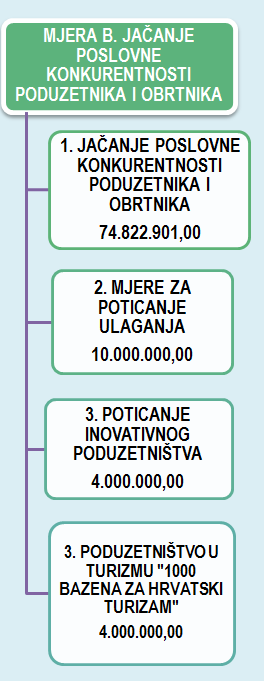 MJERA B. JAČANJE
POSLOVNE
KONKURENTNOSTI
PODUZETNIKA I OBRTNIKA
1. JAČANJE POSLOVNE
KONKURENTNOSTI
PODUZETNIKA I
OBRTNIKA
74.822.901,00
2. MJERE ZA
POTICANJE
ULAGANJA
10.000.000,00
3. POTICANJE
INOVATIVNOG
PODUZETNIŠTVA
4.000.000,00
3. PODUZETNIŠTVO U
TURIZMU "1000
BAZENA ZA HRVATSKI
TURIZAM"
4.000.000,00